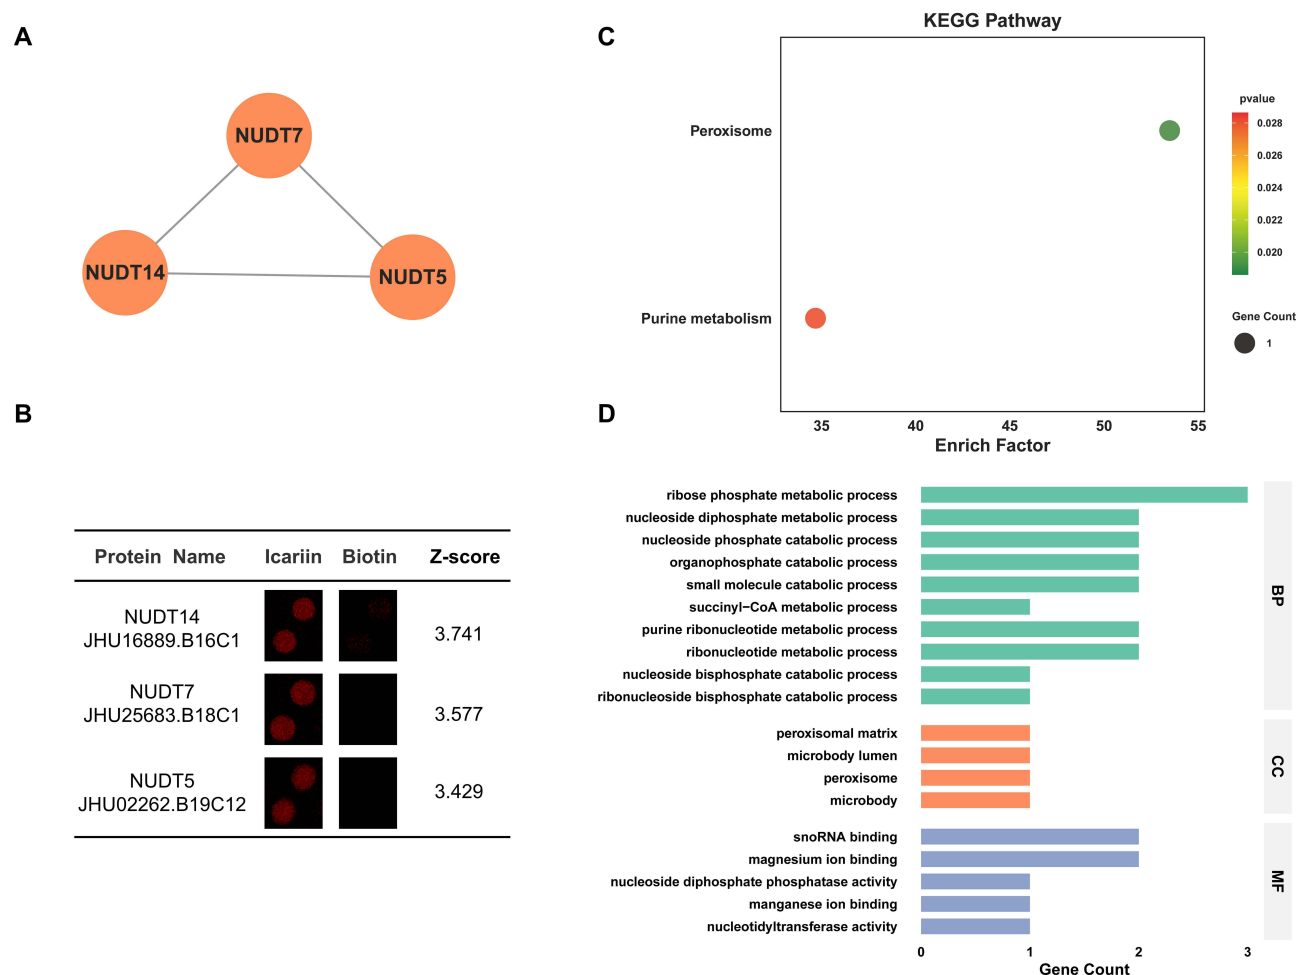 A
NUDT7
NUDT14
NUDT5
B
Protein Name Icariin Biotin Z-score
NUDT14
JHU16889.B16C1
3.741
NUDT7
JHU25683.B18C1
3.577
NUDT5
JHU02262.B19C12
3.429
C
KEGG Pathway
Peroxisome
Purine metabolism
35 40 45 50 55
Enrich Factor
pvalue
0.028
0.026
0.024
0.022
0.020
Gene Count
1
D
ribose phosphate metabolic process
nucleoside diphosphate metabolic process
nucleoside phosphate catabolic process
organophosphate catabolic process
small molecule catabolic process
succinyl−CoA metabolic process
purine ribonucleotide metabolic process
ribonucleotide metabolic process
nucleoside bisphosphate catabolic process
ribonucleoside bisphosphate catabolic process
BP
peroxisomal matrix
microbody lumen
peroxisome
microbody
CC
snoRNA binding
magnesium ion binding
nucleoside diphosphate phosphatase activity
manganese ion binding
nucleotidyltransferase activity
MF
0 1 2 3
Gene Count